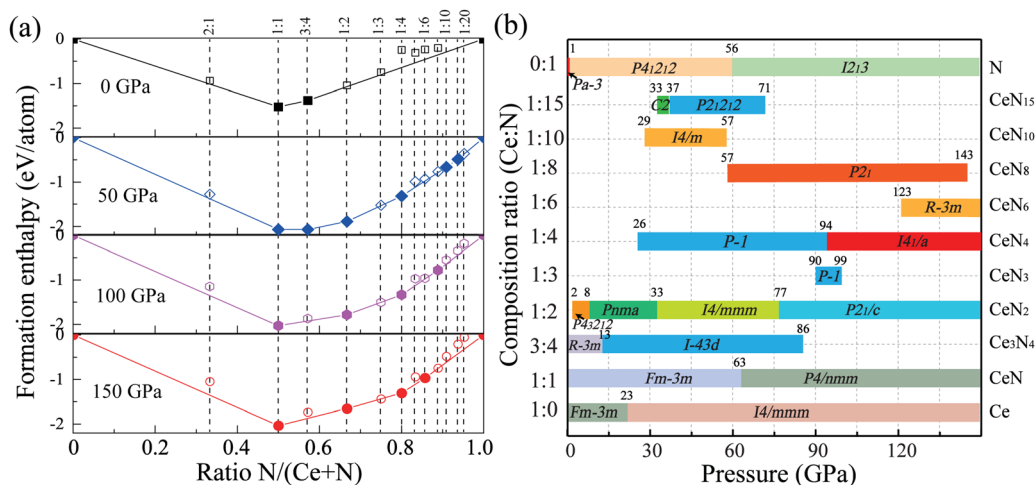 (a)
2:1
1:1
3:4
1:2
1:3
1:4
1:6
1:10
1:20
Formation enthalpy (eV/atom)
0
-1
-2
0 GPa
0
-1
-2
50 GPa
0
-1
-2
100 GPa
0
-1
-2
150 GPa
0.0 0.2 0.4 0.6 0.8 1.0
Ratio N/(Ce+N)
(b)
Composition ratio (Ce:N)
1 56
0:1 P4₁2₁2 I2₁3 N
Pa-3
33 37 71
1:15 C2 P2₁2₁2 CeN₁₅
29 57
1:10 I4/m CeN₁₀
57 143
1:8 P2₁ CeN₈
123
1:6 R-3m CeN₆
26 94
1:4 P-1 I4₁/a CeN₄
90 99
1:3 P-1 CeN₃
2 8 33 77
1:2 Pnma I4/mmm P2₁/c CeN₂
P4₃2₁2
13 86
3:4 R-3m I-43d Ce₃N₄
63
1:1 Fm-3m P4/nmm CeN
23
1:0 Fm-3m I4/mmm Ce
0 30 60 90 120
Pressure (GPa)